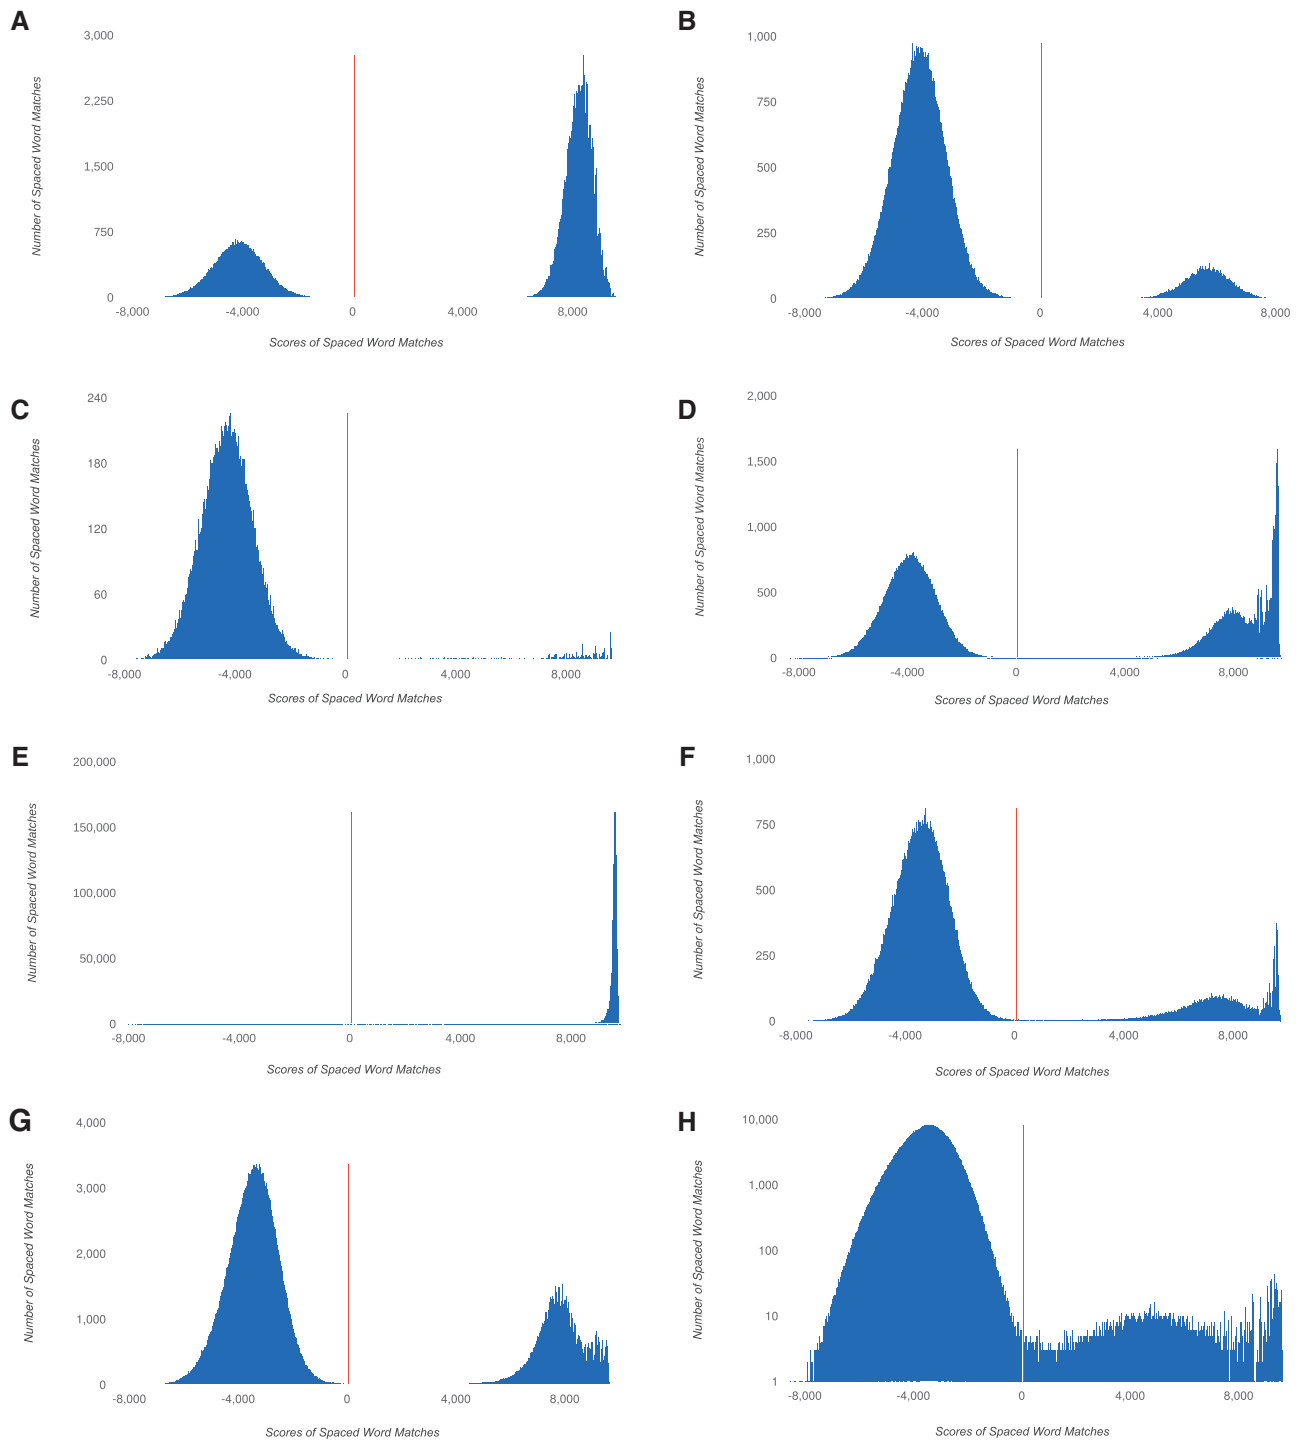 A
3,000
2,250
1,500
750
0
-8,000 -4,000 0 4,000 8,000
Number of Spaced Word Matches
Scores of Spaced Word Matches
B
1,000
750
500
250
0
-8,000 -4,000 0 4,000 8,000
Number of Spaced Word Matches
Scores of Spaced Word Matches
C
240
180
120
60
0
-8,000 -4,000 0 4,000 8,000
Number of Spaced Word Matches
Scores of Spaced Word Matches
D
2,000
1,500
1,000
500
0
-8,000 -4,000 0 4,000 8,000
Number of Spaced Word Matches
Scores of Spaced Word Matches
E
200,000
150,000
100,000
50,000
0
-8,000 -4,000 0 4,000 8,000
Number of Spaced Word Matches
Scores of Spaced Word Matches
F
1,000
750
500
250
0
-8,000 -4,000 0 4,000 8,000
Number of Spaced Word Matches
Scores of Spaced Word Matches
G
4,000
3,000
2,000
1,000
0
-8,000 -4,000 0 4,000 8,000
Number of Spaced Word Matches
Scores of Spaced Word Matches
H
10,000
1,000
100
10
1
-8,000 -4,000 0 4,000 8,000
Number of Spaced Word Matches
Scores of Spaced Word Matches